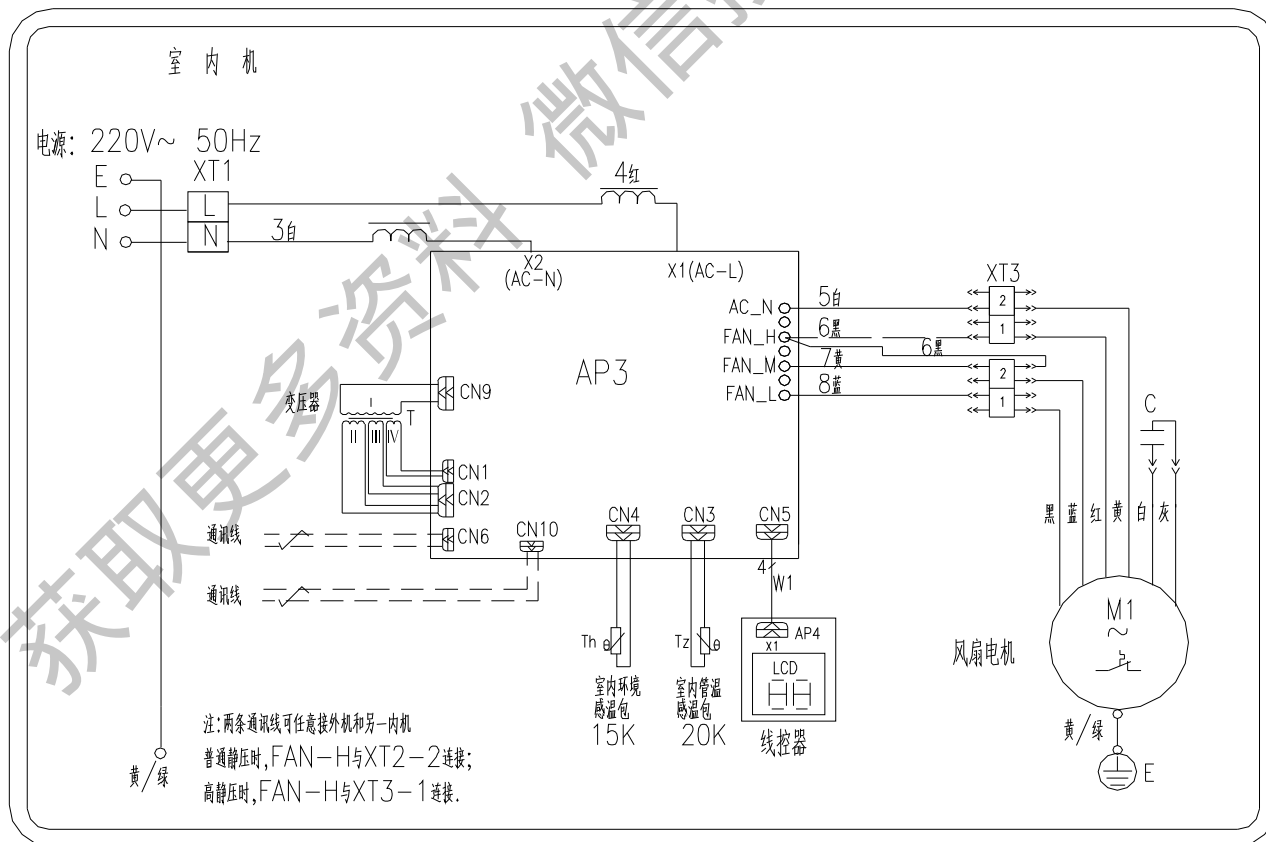 室内机
电源: 220V~ 50Hz
E
L
N
XT1
L
N
3白
4红
X2
(AC-N)
X1(AC-L)
AC_N
FAN_H
FAN_M
FAN_L
AP3
5白
6黑
6黑
7黄
8蓝
XT3
2
1
2
1
变压器
I
T
II III IV
CN9
CN1
CN2
CN6
CN10
CN4
CN3
CN5
通讯线
通讯线
4
W1
Th θ
Tz θ
室内环境
感温包
15K
室内管温
感温包
20K
X1
AP4
LCD
线控器
C
黑 蓝 红 黄 白 灰
M1
~
风扇电机
黄/绿
E
黄/绿
注:两条通讯线可任意接外机和另一内机
普通静压时,FAN-H与XT2-2连接;
高静压时,FAN-H与XT3-1连接.
获取更多资料 微信